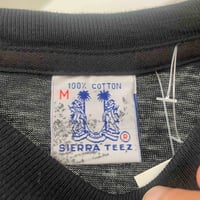 100% COTTON
M
®
SIERRA TEEZ